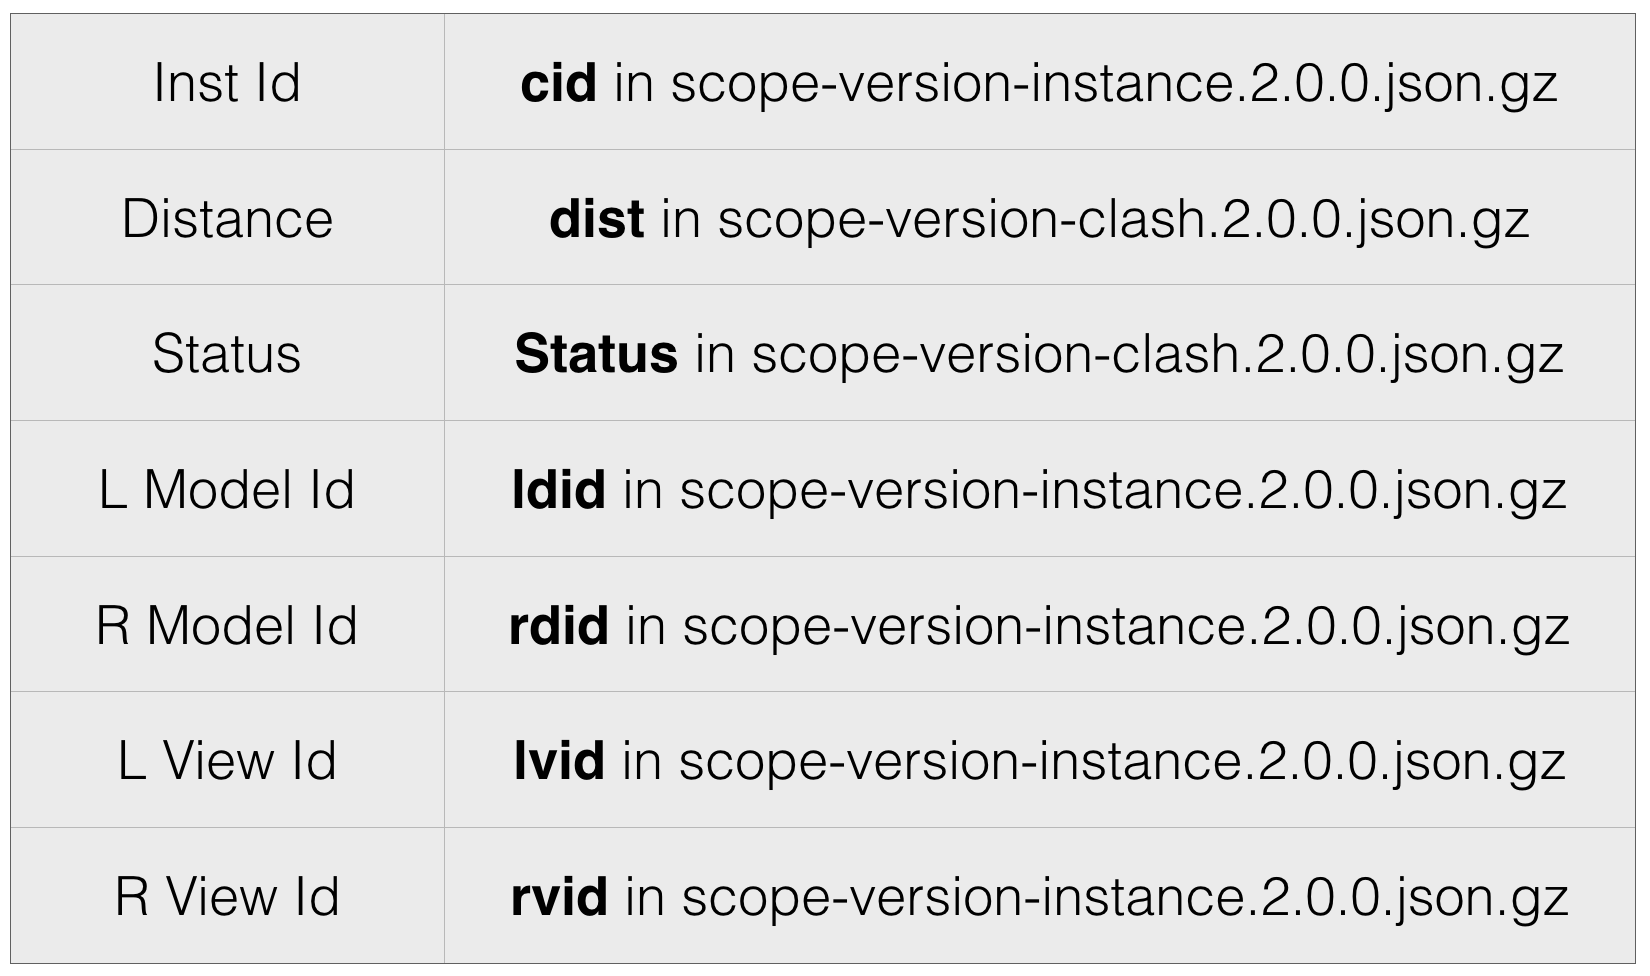 Inst Id cid in scope-version-instance.2.0.0.json.gz
Distance dist in scope-version-clash.2.0.0.json.gz
Status Status in scope-version-clash.2.0.0.json.gz
L Model Id ldid in scope-version-instance.2.0.0.json.gz
R Model Id rdid in scope-version-instance.2.0.0.json.gz
L View Id lvid in scope-version-instance.2.0.0.json.gz
R View Id rvid in scope-version-instance.2.0.0.json.gz